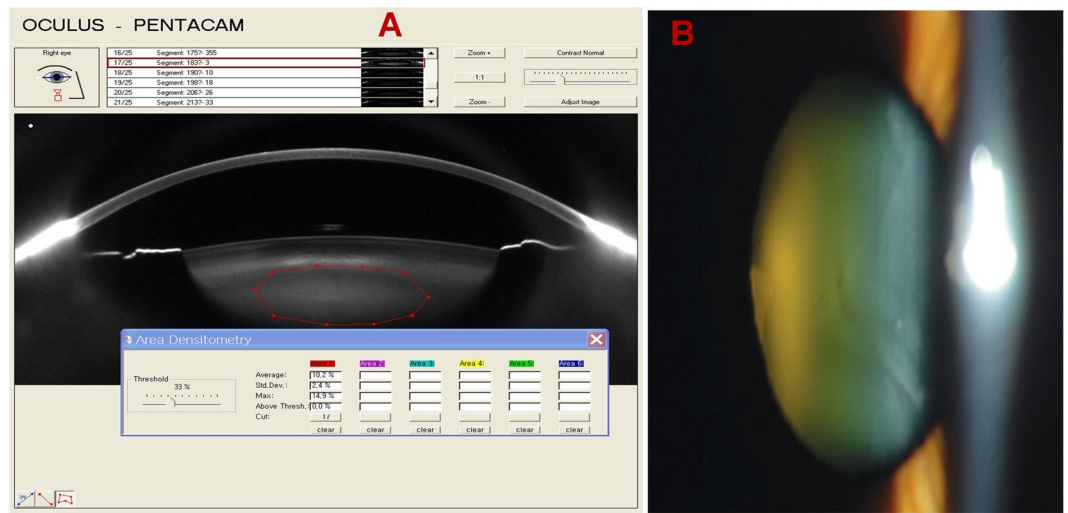 OCULUS - PENTACAM
A
B
Right eye
16/25 Segment: 175?- 355
17/25 Segment: 183?- 3
18/25 Segment: 190?- 10
19/25 Segment: 198?- 18
20/25 Segment: 206?- 26
21/25 Segment: 213?- 33
Zoom +
1:1
Zoom -
Contrast Normal
Adjust Image
Area Densitometry
Threshold
33 %
Area 1: Area 2: Area 3: Area 4: Area 5: Area 6:
Average: 10,2 %
Std.Dev,: 2,4 %
Max: 14,9 %
Above Thresh,: 0,0 %
Cut: 17
clear clear clear clear clear clear